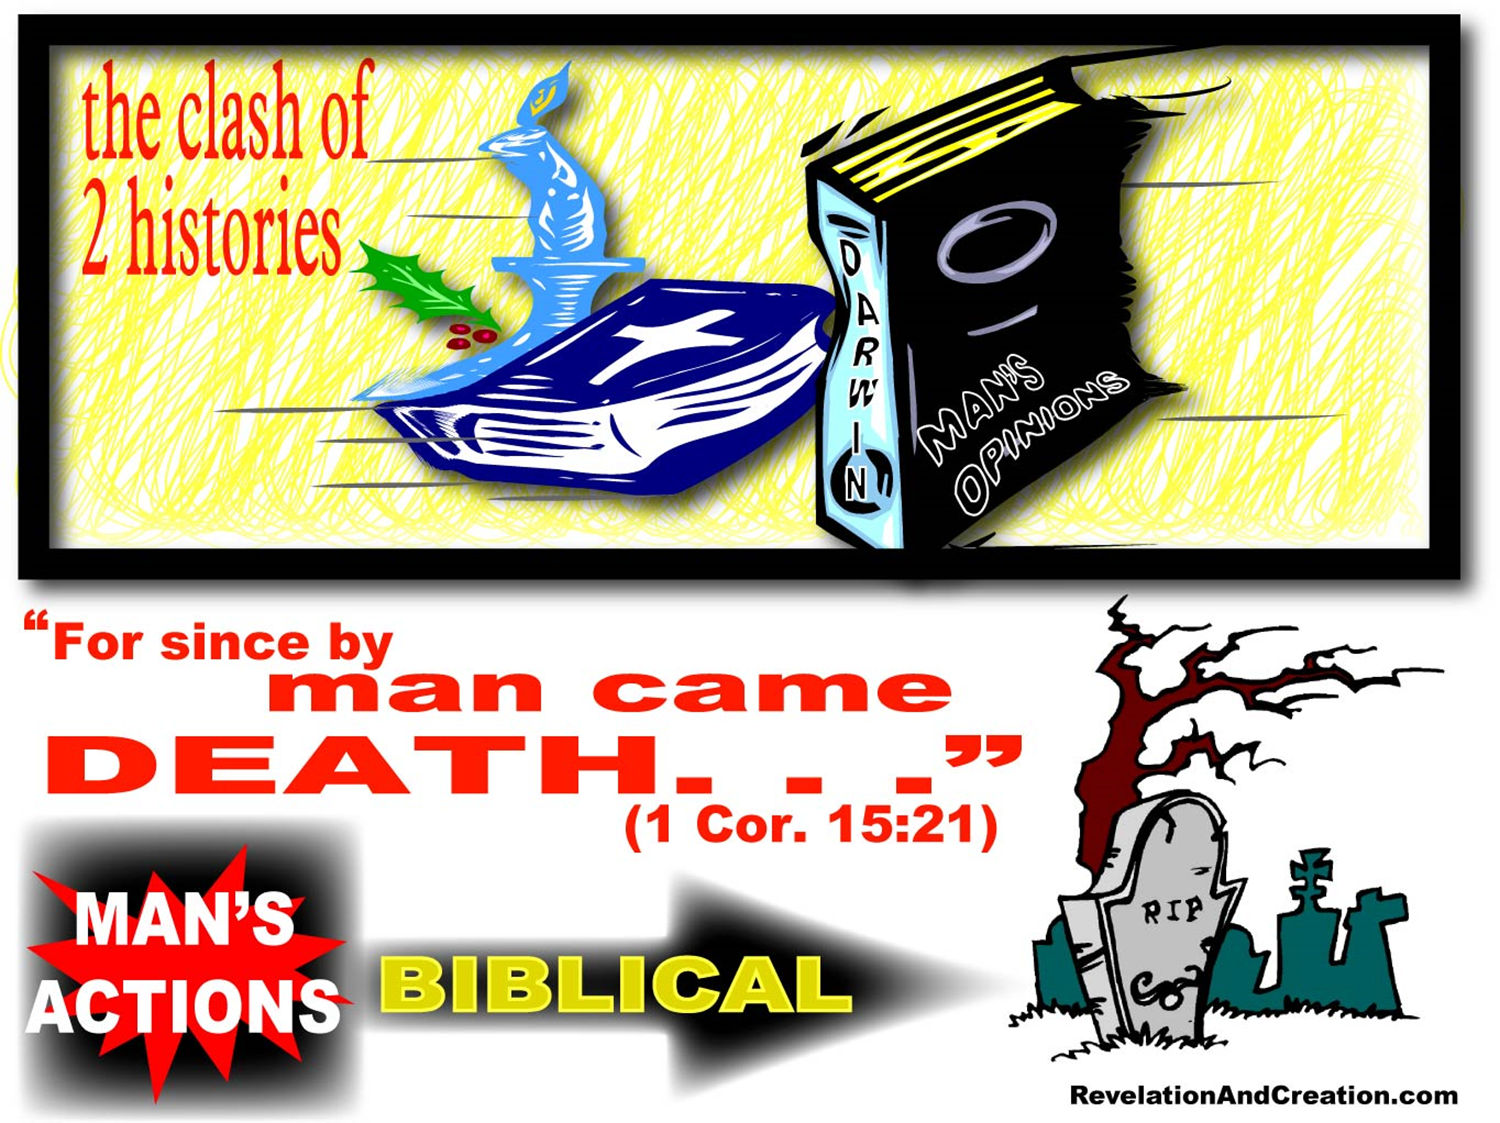 the clash of
2 histories
DARWIN
MAN'S
OPINIONS
“For since by
man came
DEATH. . .”
(1 Cor. 15:21)
MAN’S
ACTIONS
BIBLICAL
RIP
RevelationAndCreation.com